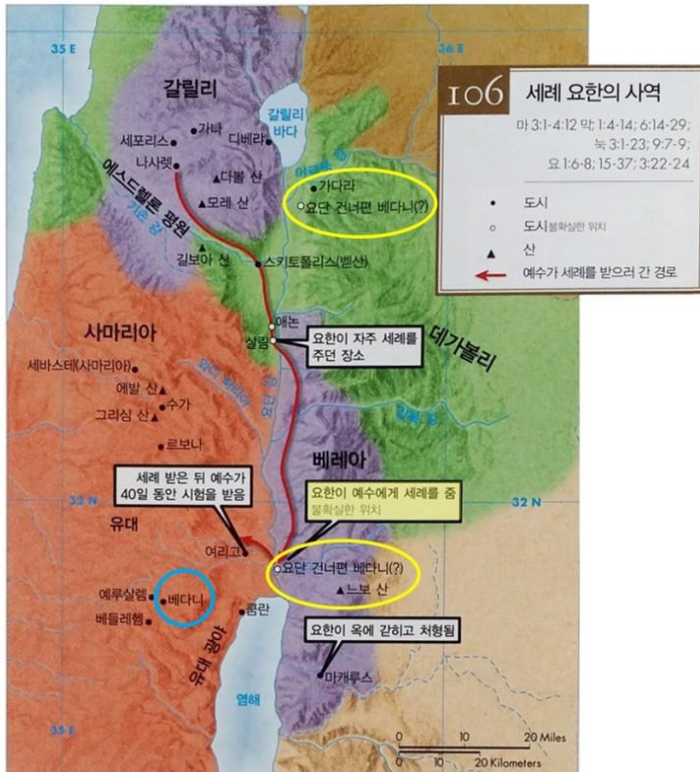 35 E
36 E
106 세례 요한의 사역
마 3:1-4:12 막; 1:4-14; 6:14-29;
눅 3:1-23; 9:7-9;
요 1:6-8; 15-37; 3:22-24
도시
도시 불확실한 위치
산
예수가 세례를 받으러 간 경로
갈릴리
갈릴리
바다
세포리스
가나
디베랴
나사렛
다볼 산
모레 산
에스드렐론 평원
기손 강
길보아 산
가다라
요단 건너편 베다니(?)
스키토폴리스(벧산)
애논
살림
요한이 자주 세례를
주던 장소
데가볼리
사마리아
세바스테(사마리아)
에발 산
수가
그리심 산
르보나
요단 강
얍복 강
베레아
세례 받은 뒤 예수가
40일 동안 시험을 받음
요한이 예수에게 세례를 줌
불확실한 위치
32 N
32 N
유대
여리고
요단 건너편 베다니(?)
느보 산
예루살렘
베다니
베들레헴
쿰란
유대 광야
요한이 옥에 갇히고 처형됨
마캐루스
염해
35 E
0 10 20 Miles
0 10 20 Kilometers